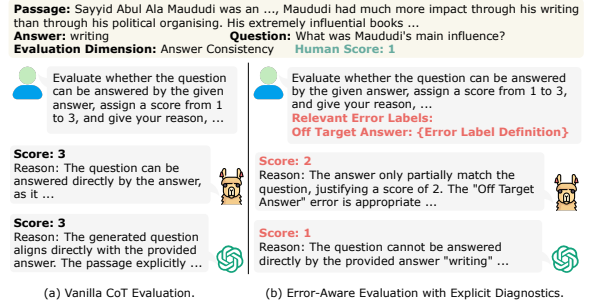 Passage: Sayyid Abul Ala Maududi was an ..., Maududi had much more impact through his writing
than through his political organising. His extremely influential books ...
Answer: writing Question: What was Maududi's main influence?
Evaluation Dimension: Answer Consistency Human Score: 1
Evaluate whether the question
can be answered by the given
answer, assign a score from 1
to 3, and give your reason, ...
Score: 3
Reason: The question can be
answered directly by the answer,
as it ...
Score: 3
Reason: The generated question
aligns directly with the provided
answer. The passage explicitly ...
(a) Vanilla CoT Evaluation.
Evaluate whether the question
can be answered by the given
answer, assign a score from 1 to 3,
and give your reason, ...
Relevant Error Labels:
Off Target Answer: {Error Label Definition}
Score: 2
Reason: The answer only partially match the
question, justifying a score of 2. The "Off Target
Answer" error is appropriate ...
Score: 1
Reason: The question cannot be answered
directly by the provided answer "writing" ...
(b) Error-Aware Evaluation with Explicit Diagnostics.